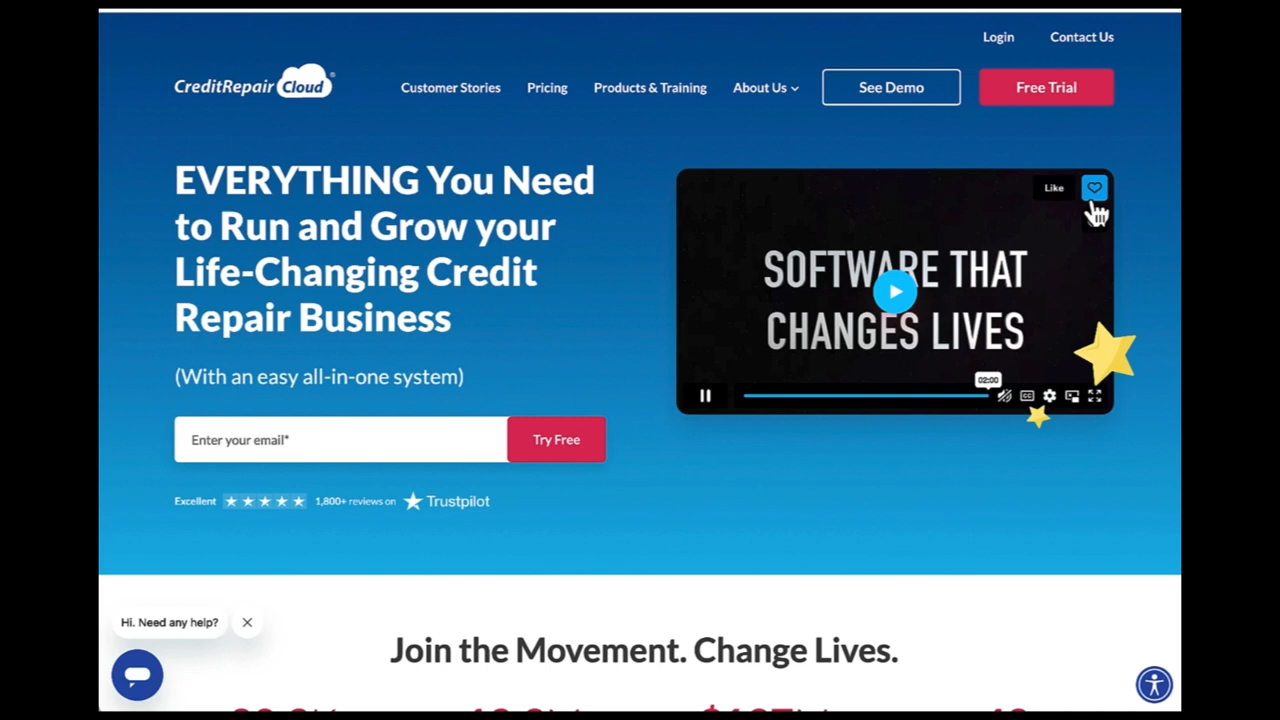 Login Contact Us
CreditRepair Cloud
Customer Stories Pricing Products & Training About Us See Demo Free Trial
EVERYTHING You Need
to Run and Grow your
Life-Changing Credit
Repair Business
(With an easy all-in-one system)
Enter your email* Try Free
Excellent 1,800+ reviews on Trustpilot
Like
SOFTWARE THAT
CHANGES LIVES
02:00
CC
Hi. Need any help?
Join the Movement. Change Lives.